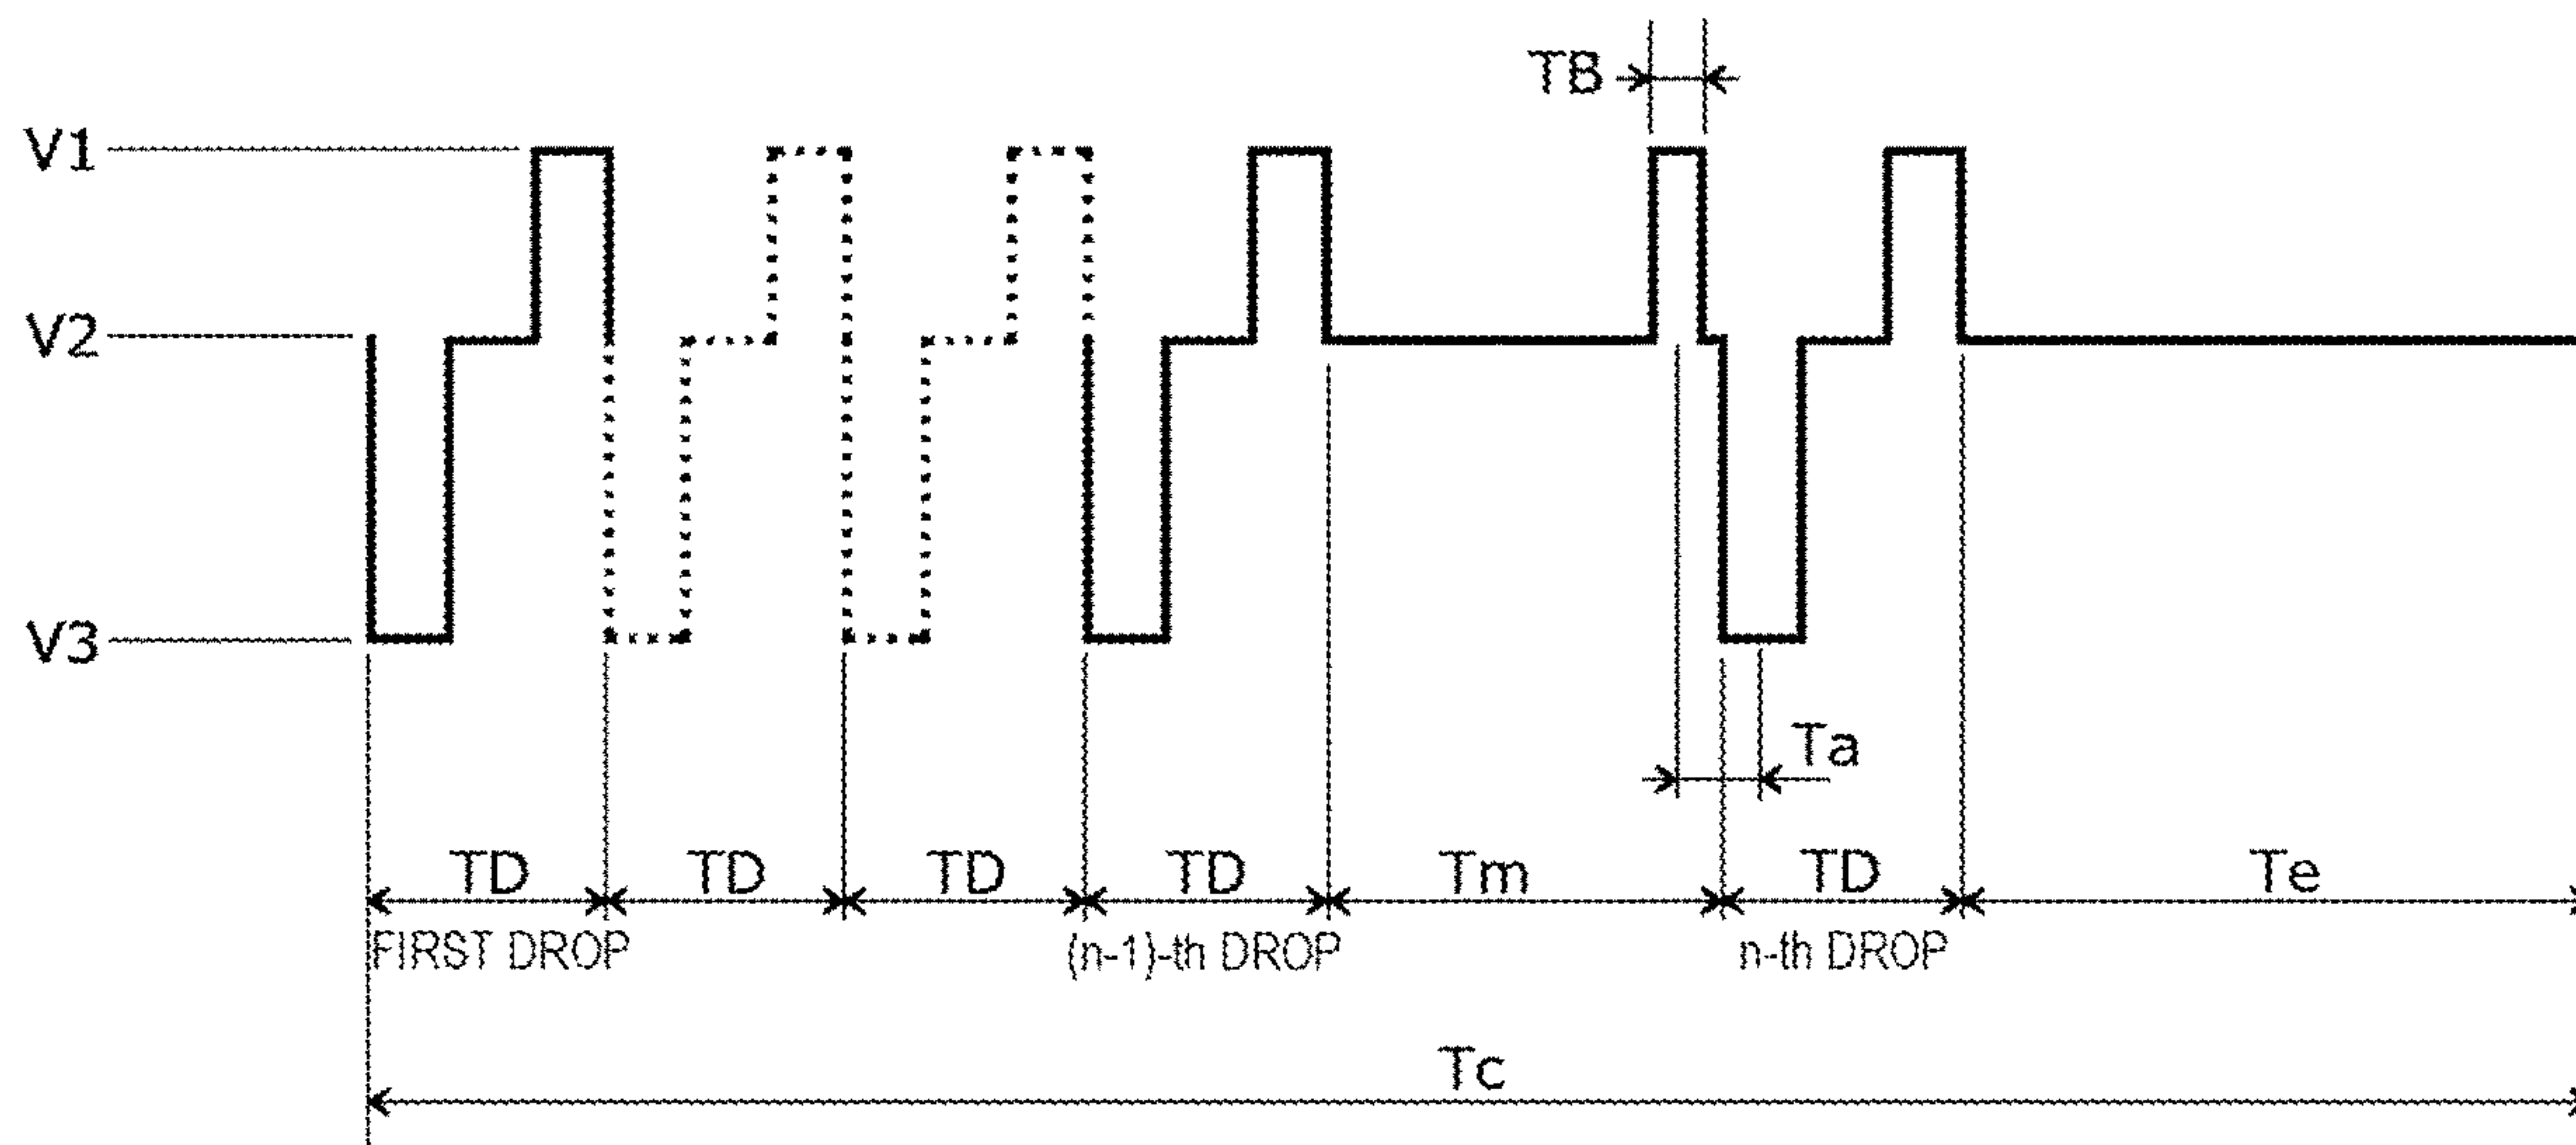 TB
V1
V2
V3
Ta
TD TD TD TD Tm TD Te
FIRST DROP (n-1)-th DROP n-th DROP
Tc